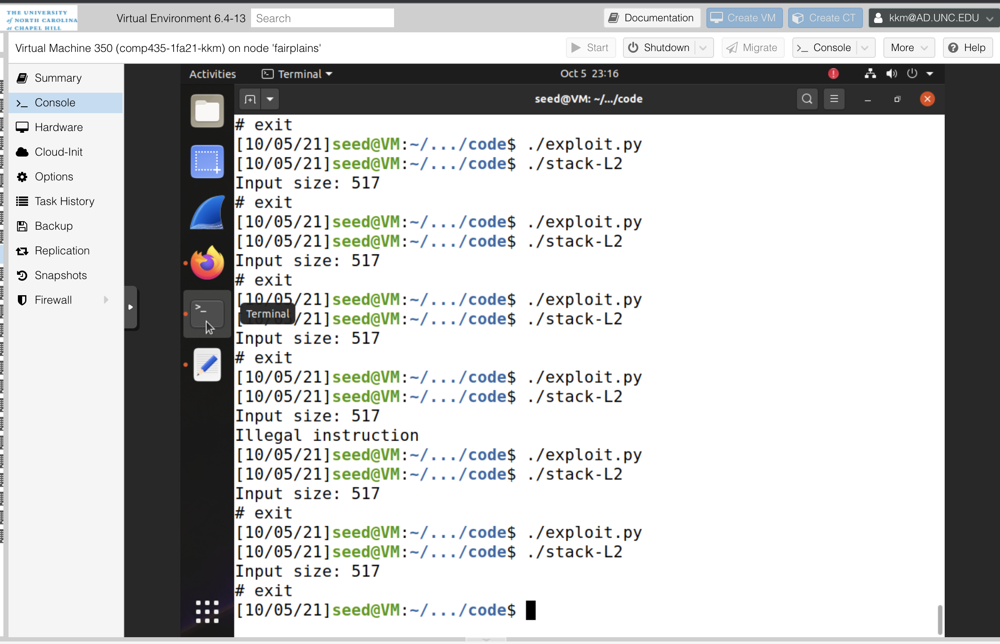 THE UNIVERSITY
of NORTH CAROLINA
at CHAPEL HILL
Virtual Environment 6.4-13
Search
Documentation
Create VM
Create CT
kkm@AD.UNC.EDU
Virtual Machine 350 (comp435-1fa21-kkm) on node 'fairplains'
Start
Shutdown
Migrate
>_ Console
More
Help
Summary
>_ Console
Hardware
Cloud-Init
Options
Task History
Backup
Replication
Snapshots
Firewall
Activities
Terminal
Oct 5 23:16
seed@VM: ~/.../code
# exit
[10/05/21]seed@VM:~/.../code$ ./exploit.py
[10/05/21]seed@VM:~/.../code$ ./stack-L2
Input size: 517
# exit
[10/05/21]seed@VM:~/.../code$ ./exploit.py
[10/05/21]seed@VM:~/.../code$ ./stack-L2
Input size: 517
# exit
[10/05/21]seed@VM:~/.../code$ ./exploit.py
Terminal
/21]seed@VM:~/.../code$ ./stack-L2
Input size: 517
# exit
[10/05/21]seed@VM:~/.../code$ ./exploit.py
[10/05/21]seed@VM:~/.../code$ ./stack-L2
Input size: 517
Illegal instruction
[10/05/21]seed@VM:~/.../code$ ./exploit.py
[10/05/21]seed@VM:~/.../code$ ./stack-L2
Input size: 517
# exit
[10/05/21]seed@VM:~/.../code$ ./exploit.py
[10/05/21]seed@VM:~/.../code$ ./stack-L2
Input size: 517
# exit
[10/05/21]seed@VM:~/.../code$